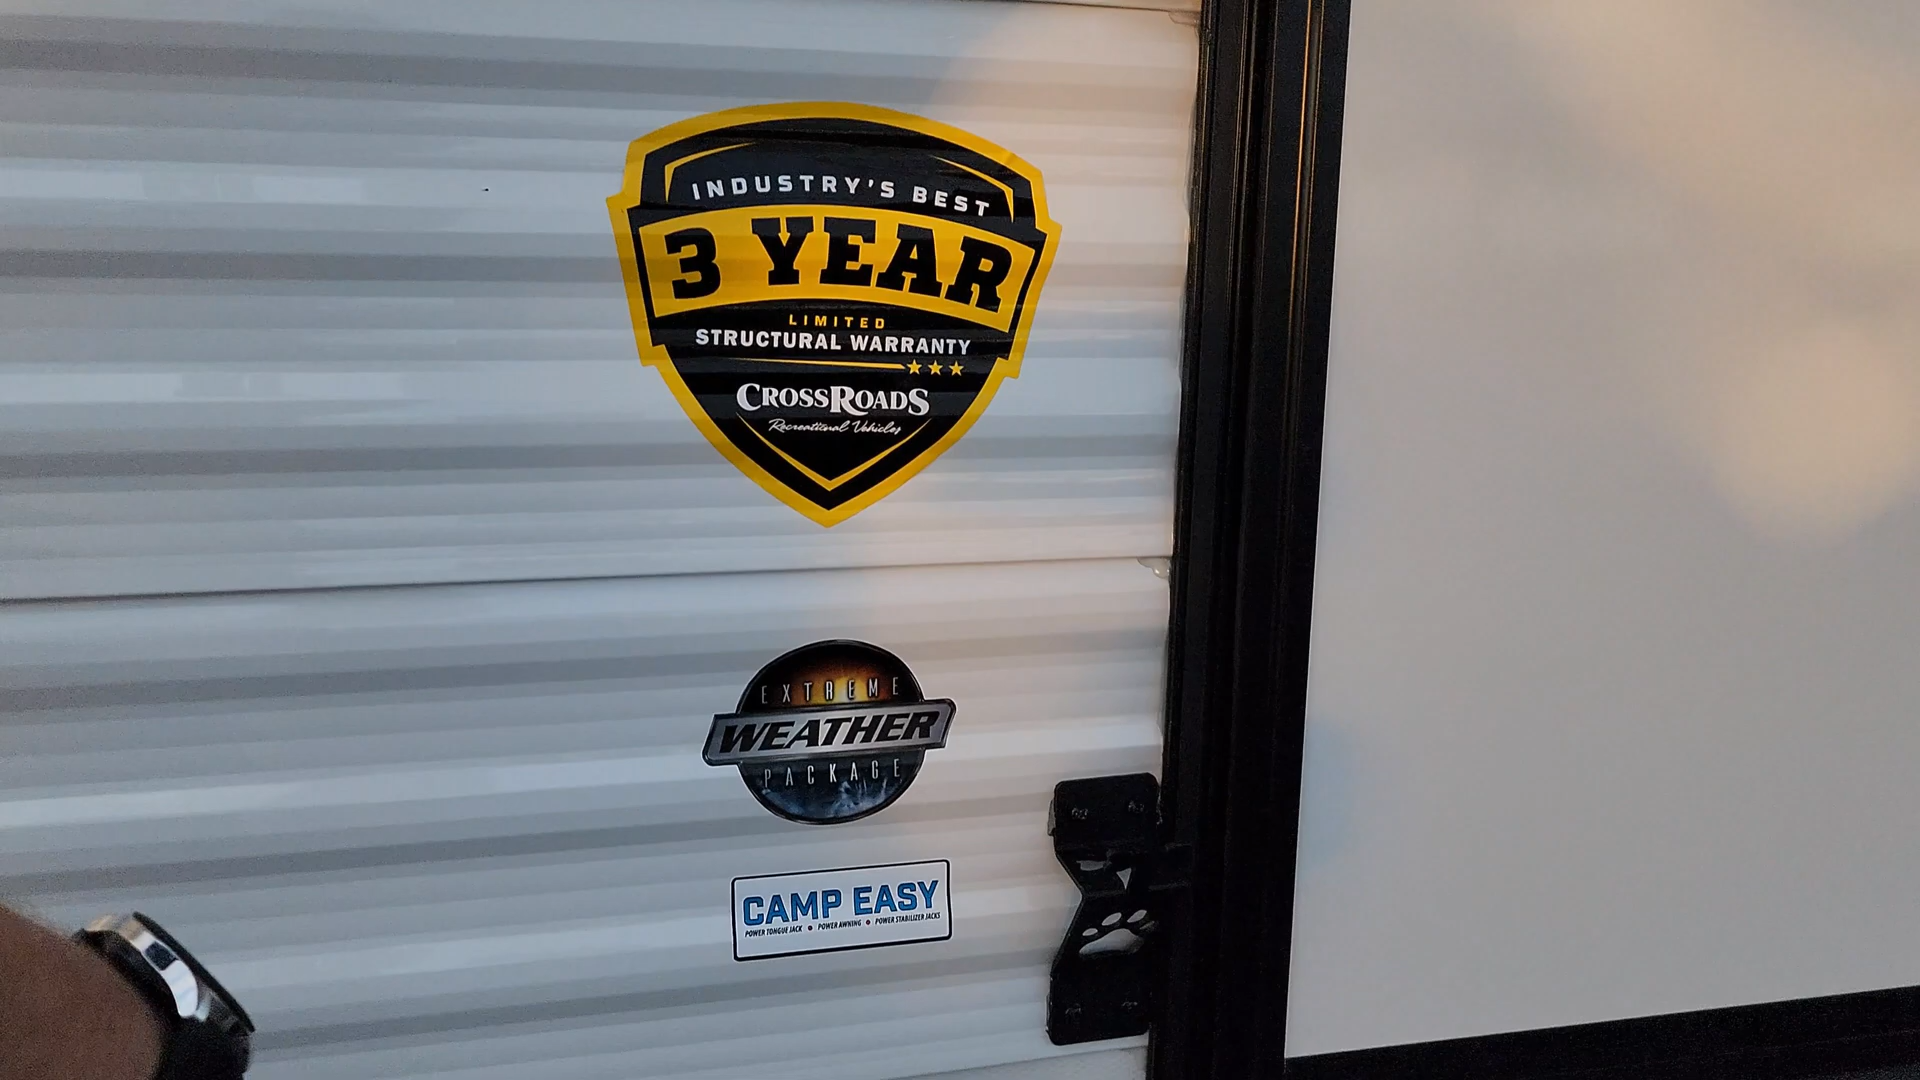 INDUSTRY'S BEST
3 YEAR
LIMITED
STRUCTURAL WARRANTY
CROSSROADS
Recreational Vehicles
EXTREME
WEATHER
PACKAGE
CAMP EASY
POWER TONGUE JACK • POWER AWNING • POWER STABILIZER JACKS